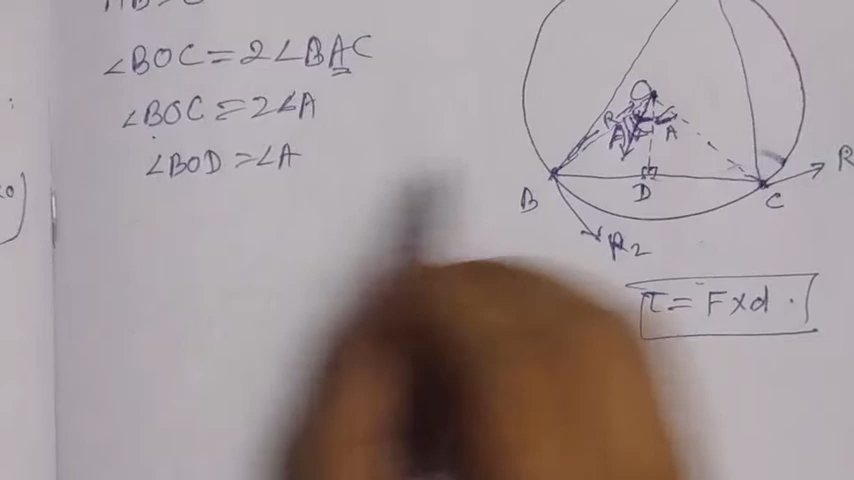 ∠BOC = 2∠BAC
∠BOC = 2∠A
∠BOD = ∠A
O
R
A
A
B
D
C
R
R2
τ = F×d